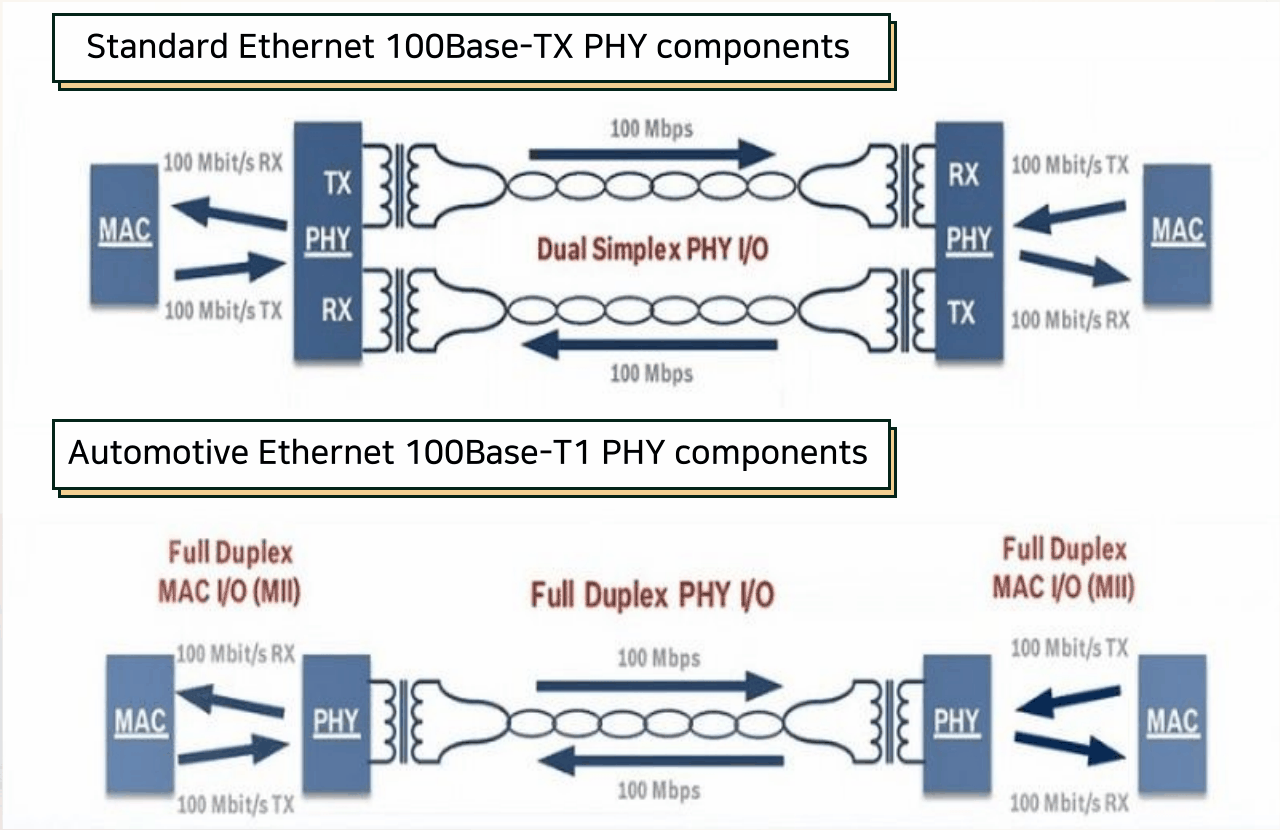 Standard Ethernet 100Base-TX PHY components
100 Mbps
100 Mbit/s RX
100 Mbit/s TX
TX
RX
MAC
PHY
PHY
MAC
Dual Simplex PHY I/O
100 Mbit/s TX
RX
TX
100 Mbit/s RX
100 Mbps
Automotive Ethernet 100Base-T1 PHY components
Full Duplex
MAC I/O (MII)
Full Duplex PHY I/O
Full Duplex
MAC I/O (MII)
100 Mbit/s RX
100 Mbps
100 Mbit/s TX
MAC
PHY
PHY
MAC
100 Mbit/s TX
100 Mbps
100 Mbit/s RX